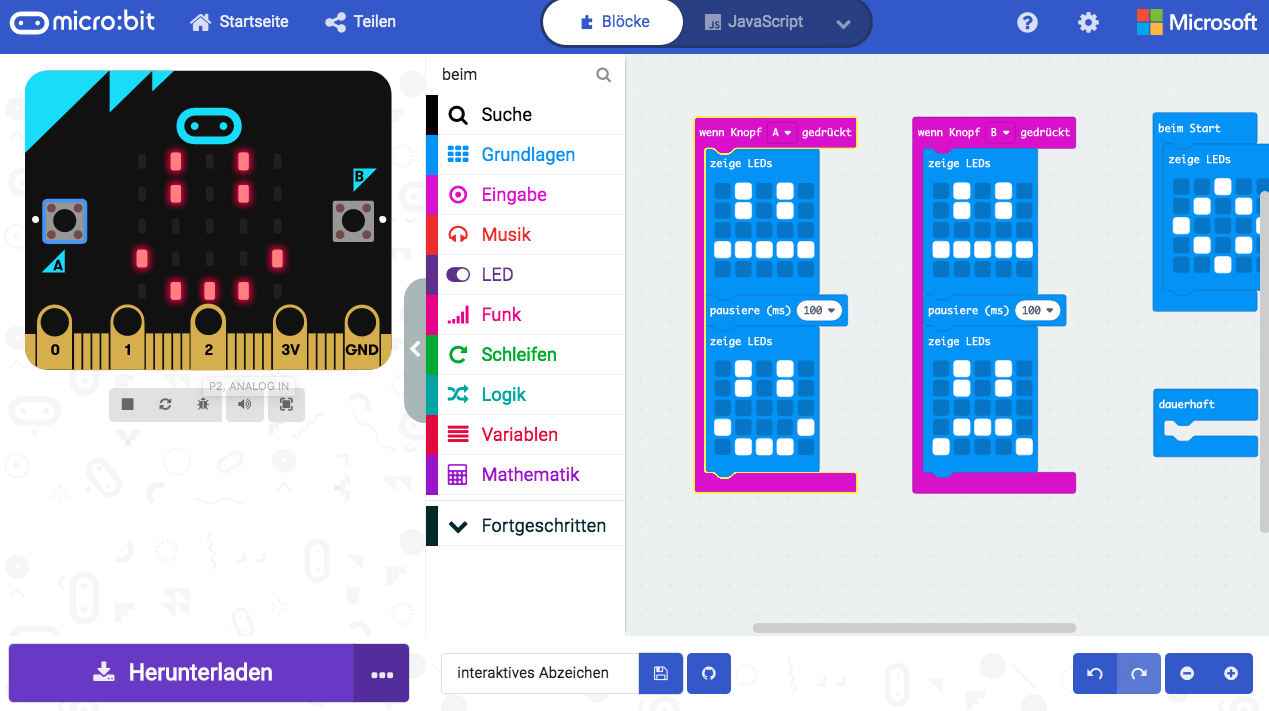 micro:bit
Startseite
Teilen
Blöcke
JS JavaScript
Microsoft
A
B
0 1 2 3V GND
P2, ANALOG IN
Herunterladen
beim
Suche
Grundlagen
Eingabe
Musik
LED
Funk
Schleifen
Logik
Variablen
Mathematik
Fortgeschritten
wenn Knopf A gedrückt
zeige LEDs
pausiere (ms) 100
zeige LEDs
wenn Knopf B gedrückt
zeige LEDs
pausiere (ms) 100
zeige LEDs
beim Start
zeige LEDs
dauerhaft
interaktives Abzeichen